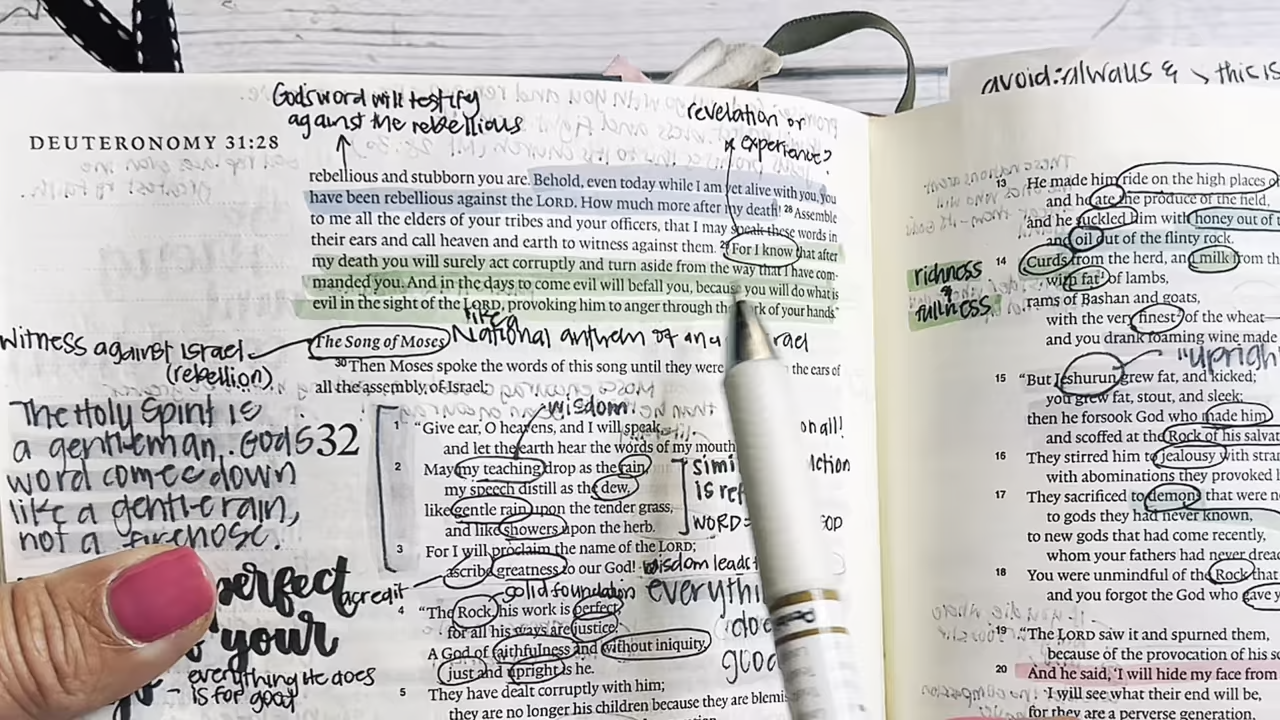 God's word will testify
against the rebellious
revelation or
experience?
DEUTERONOMY 31:28
rebellious and stubborn you are. Behold, even today while I am yet alive with you, you
have been rebellious against the LORD. How much more after my death! 28 Assemble
to me all the elders of your tribes and your officers, that I may speak these words in
their ears and call heaven and earth to witness against them. 29 For I know that after
my death you will surely act corruptly and turn aside from the way that I have com-
manded you. And in the days to come evil will befall you, because you will do what is
evil in the sight of the LORD, provoking him to anger through the work of your hands."
Witness against Israel
(rebellion)
The Song of Moses
like a
National anthem of
30 Then Moses spoke the words of this song until they were the ears of
all the assembly of Israel:
The Holy Spirit is
a gentleman. God's
word comes down
like a gentle rain,
not a firehose.
32
wisdom
1 "Give ear, O heavens, and I will speak,
and let the earth hear the words of my mouth
2 May my teaching drop as the rain,
my speech distill as the dew,
like gentle rain upon the tender grass,
and like showers upon the herb.
on all!
is
WORD=
3 For I will proclaim the name of the LORD;
ascribe greatness to our God!
wisdom leads
perfect
your
accredit
solid foundation
4 "The Rock, his work is perfect,
for all his ways are justice.
A God of faithfulness and without iniquity,
just and upright is he.
everything He does
is for good
5 They have dealt corruptly with him;
they are no longer his children because they are
avoid: always & this is
13 He made him ride on the high places
and he ate the produce of the field,
and he suckled him with honey out of
and oil out of the flinty rock.
14 Curds from the herd, and milk from
with fat of lambs,
rams of Bashan and goats,
with the very finest of the wheat—
and you drank foaming wine made
richness
&
fullness
"upright
15 "But Jeshurun grew fat, and kicked;
you grew fat, stout, and sleek;
then he forsook God who made him
and scoffed at the Rock of his
16 They stirred him to jealousy with
with abominations they provoked
17 They sacrificed to demons that were
to gods they had never known,
to new gods that had come recently,
whom your fathers had never
18 You were unmindful of the Rock that
and you forgot the God who gave
19 "The LORD saw it and spurned them,
because of the provocation of his
20 And he said, 'I will hide my face from
I will see what their end will be,
for they are a perverse generation,